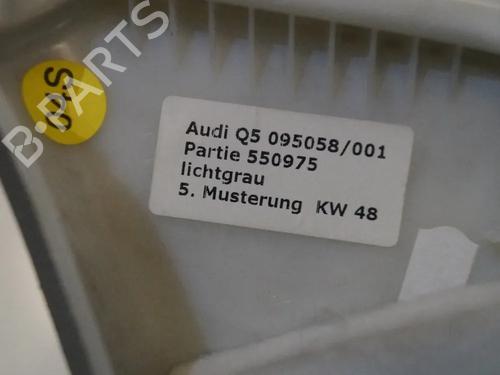 B-PARTS
Audi Q5 095058/001
Partie 550975
lichtgrau
5. Musterung KW 48